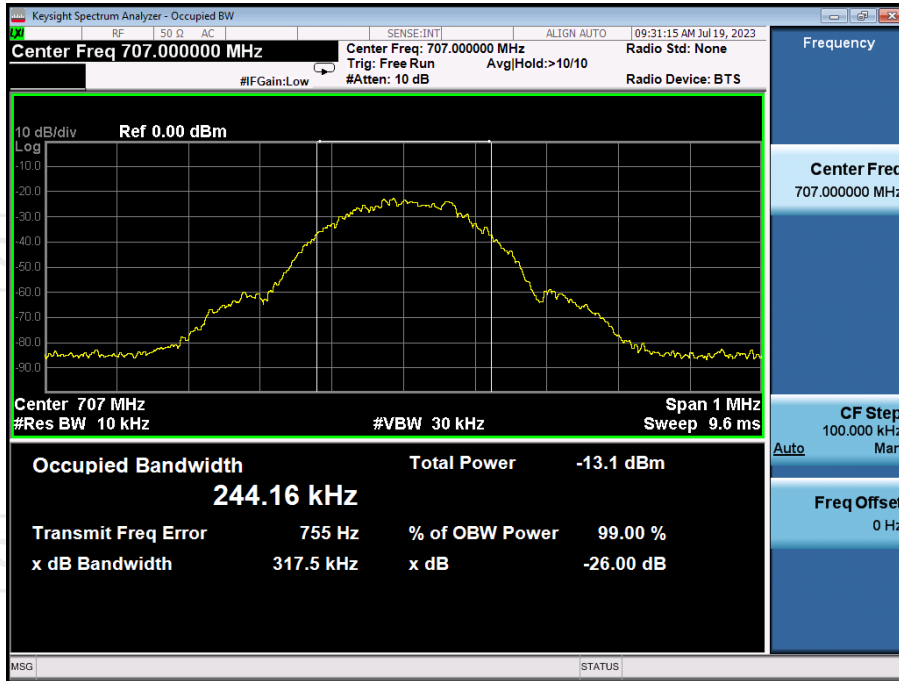 Keysight Spectrum Analyzer - Occupied BW
LXI RF 50 Ω AC SENSE:INT ALIGN AUTO 09:31:15 AM Jul 19, 2023
Center Freq 707.000000 MHz
#IFGain:Low
Center Freq: 707.000000 MHz
Trig: Free Run Avg|Hold:>10/10
#Atten: 10 dB
Radio Std: None
Radio Device: BTS
10 dB/div Ref 0.00 dBm
Log
-10.0
-20.0
-30.0
-40.0
-50.0
-60.0
-70.0
-80.0
-90.0
Center 707 MHz Span 1 MHz
#Res BW 10 kHz #VBW 30 kHz Sweep 9.6 ms
Occupied Bandwidth Total Power -13.1 dBm
244.16 kHz
Transmit Freq Error 755 Hz % of OBW Power 99.00 %
x dB Bandwidth 317.5 kHz x dB -26.00 dB
MSG STATUS
Frequency
Center Freq
707.000000 MHz
CF Step
100.000 kHz
Auto Man
Freq Offset
0 Hz